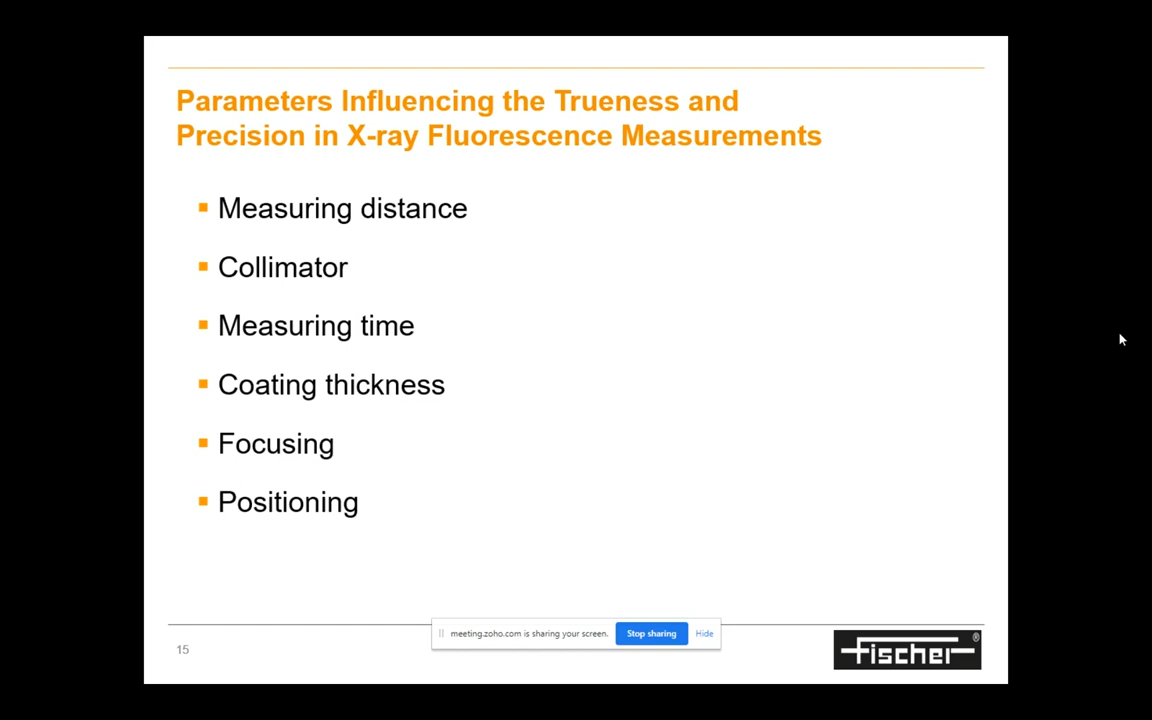 Parameters Influencing the Trueness and
Precision in X-ray Fluorescence Measurements
Measuring distance
Collimator
Measuring time
Coating thickness
Focusing
Positioning
meeting.zoho.com is sharing your screen. Stop sharing Hide
15
fischer®